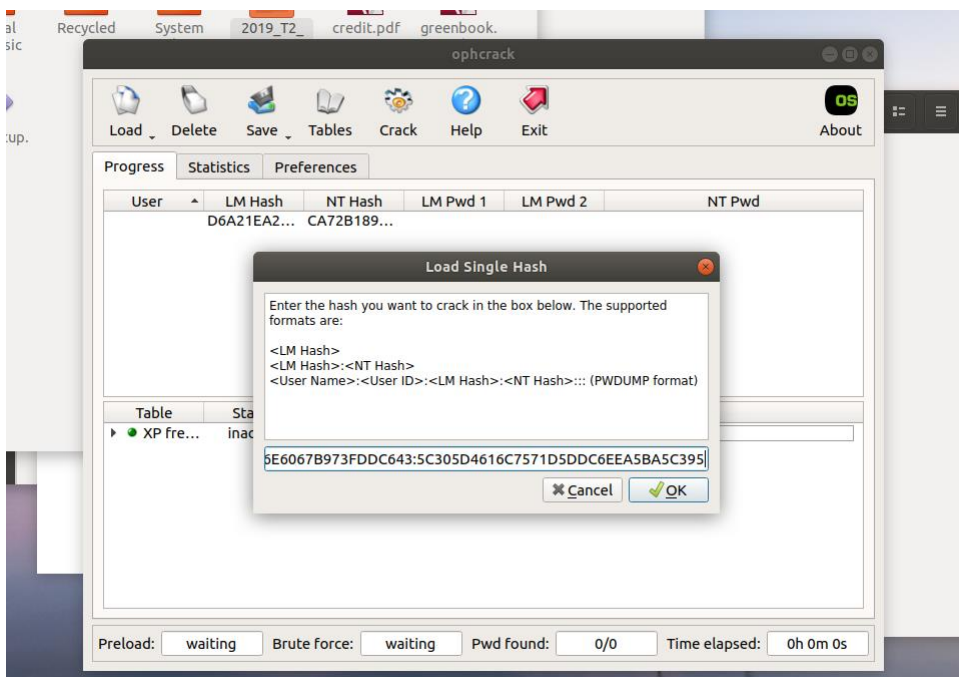 al
sic
Recycled
System
2019_T2_
credit.pdf
greenbook.
up.
ophcrack
Load
Delete
Save
Tables
Crack
Help
Exit
OS
About
Progress
Statistics
Preferences
User
LM Hash
NT Hash
LM Pwd 1
LM Pwd 2
NT Pwd
D6A21EA2...
CA72B189...
Load Single Hash
Enter the hash you want to crack in the box below. The supported
formats are:
<LM Hash>
<LM Hash>:<NT Hash>
<User Name>:<User ID>:<LM Hash>:<NT Hash>::: (PWDUMP format)
6E6067B973FDDC643:5C305D4616C7571D5DDC6EEA5BA5C395
Cancel
OK
Table
Sta
XP fre...
inac
Preload:
waiting
Brute force:
waiting
Pwd found:
0/0
Time elapsed:
0h 0m 0s